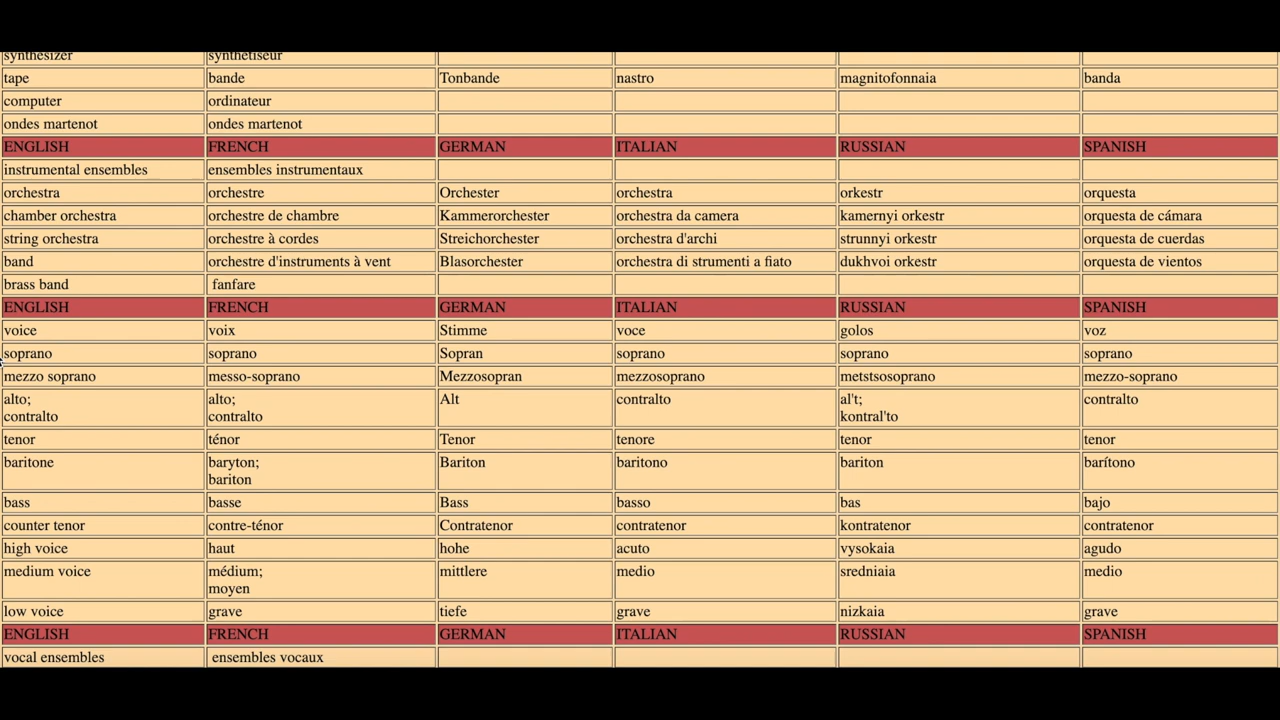 synthesizer synthétiseur
tape bande Tonbande nastro magnitofonnaia banda
computer ordinateur
ondes martenot ondes martenot
ENGLISH FRENCH GERMAN ITALIAN RUSSIAN SPANISH
instrumental ensembles ensembles instrumentaux
orchestra orchestre Orchester orchestra orkestr orquesta
chamber orchestra orchestre de chambre Kammerorchester orchestra da camera kamernyi orkestr orquesta de cámara
string orchestra orchestre à cordes Streichorchester orchestra d'archi strunnyi orkestr orquesta de cuerdas
band orchestre d'instruments à vent Blasorchester orchestra di strumenti a fiato dukhvoi orkestr orquesta de vientos
brass band fanfare
ENGLISH FRENCH GERMAN ITALIAN RUSSIAN SPANISH
voice voix Stimme voce golos voz
soprano soprano Sopran soprano soprano soprano
mezzo soprano messo-soprano Mezzosopran mezzosoprano metstsosoprano mezzo-soprano
alto; alto; Alt contralto al't; contralto
contralto contralto kontral'to
tenor ténor Tenor tenore tenor tenor
baritone baryton; Bariton baritono bariton barítono
bariton
bass basse Bass basso bas bajo
counter tenor contre-ténor Contratenor contratenor kontratenor contratenor
high voice haut hohe acuto vysokaia agudo
medium voice médium; mittlere medio sredniaia medio
moyen
low voice grave tiefe grave nizkaia grave
ENGLISH FRENCH GERMAN ITALIAN RUSSIAN SPANISH
vocal ensembles ensembles vocaux